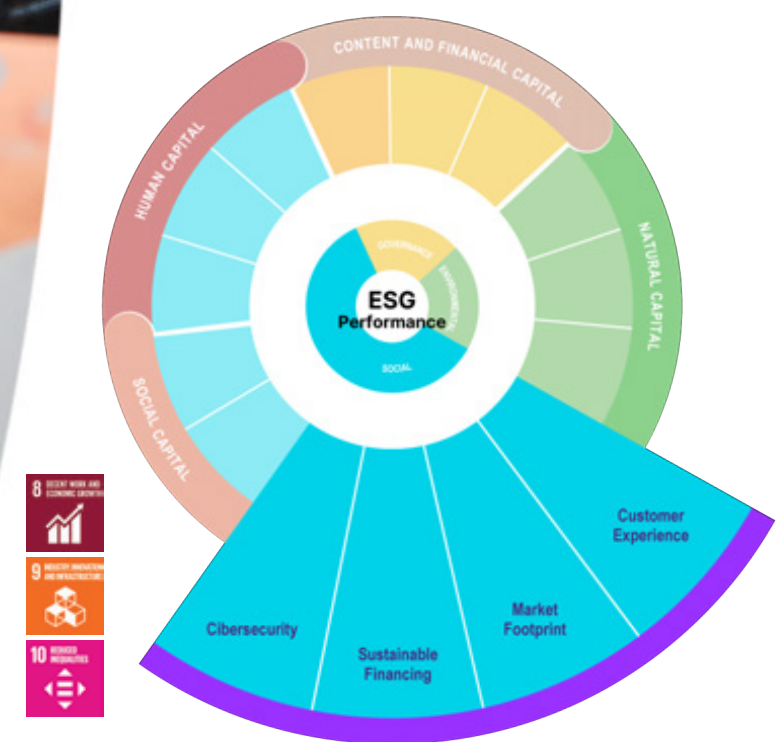 CONTENT AND FINANCIAL CAPITAL
HUMAN CAPITAL
NATURAL CAPITAL
SOCIAL CAPITAL
GOVERNANCE
ENVIRONMENTAL
ESG
Performance
SOCIAL
8 DECENT WORK AND
ECONOMIC GROWTH
9 INDUSTRY, INNOVATION
AND INFRASTRUCTURE
10 REDUCED
INEQUALITIES
Customer
Experience
Market
Footprint
Cibersecurity
Sustainable
Financing